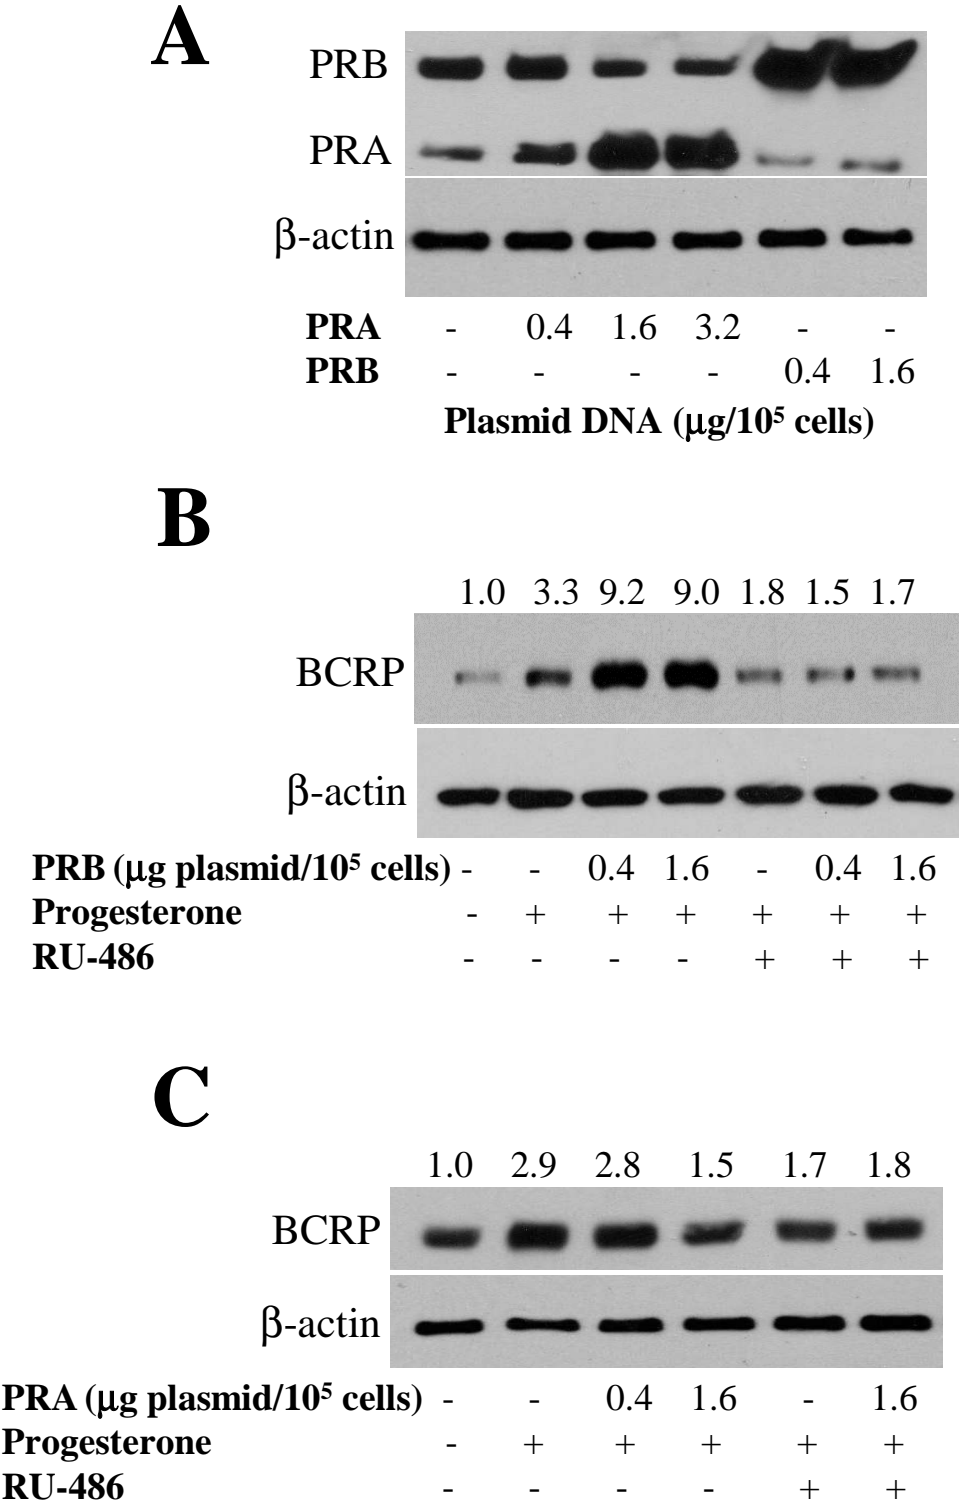 A
PRB
PRA
β-actin
PRA - 0.4 1.6 3.2 - -
PRB - - - - 0.4 1.6
Plasmid DNA (μg/10⁵ cells)
B
1.0 3.3 9.2 9.0 1.8 1.5 1.7
BCRP
β-actin
PRB (μg plasmid/10⁵ cells) - - 0.4 1.6 - 0.4 1.6
Progesterone - + + + + + +
RU-486 - - - - + + +
C
1.0 2.9 2.8 1.5 1.7 1.8
BCRP
β-actin
PRA (μg plasmid/10⁵ cells) - - 0.4 1.6 - 1.6
Progesterone - + + + + +
RU-486 - - - - + +